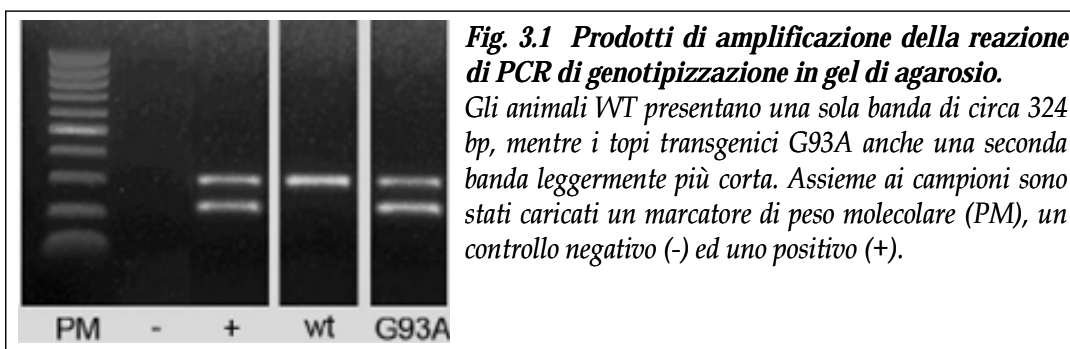 Fig. 3.1 Prodotti di amplificazione della reazione
di PCR di genotipizzazione in gel di agarosio.
Gli animali WT presentano una sola banda di circa 324
bp, mentre i topi transgenici G93A anche una seconda
banda leggermente più corta. Assieme ai campioni sono
stati caricati un marcatore di peso molecolare (PM), un
controllo negativo (-) ed uno positivo (+).
PM - + wt G93A